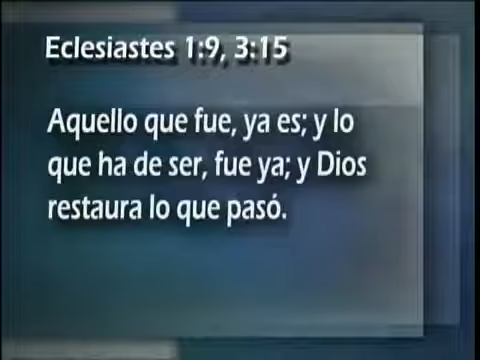 Eclesiastes 1:9, 3:15
Aquello que fue, ya es; y lo
que ha de ser, fue ya; y Dios
restaura lo que pasó.